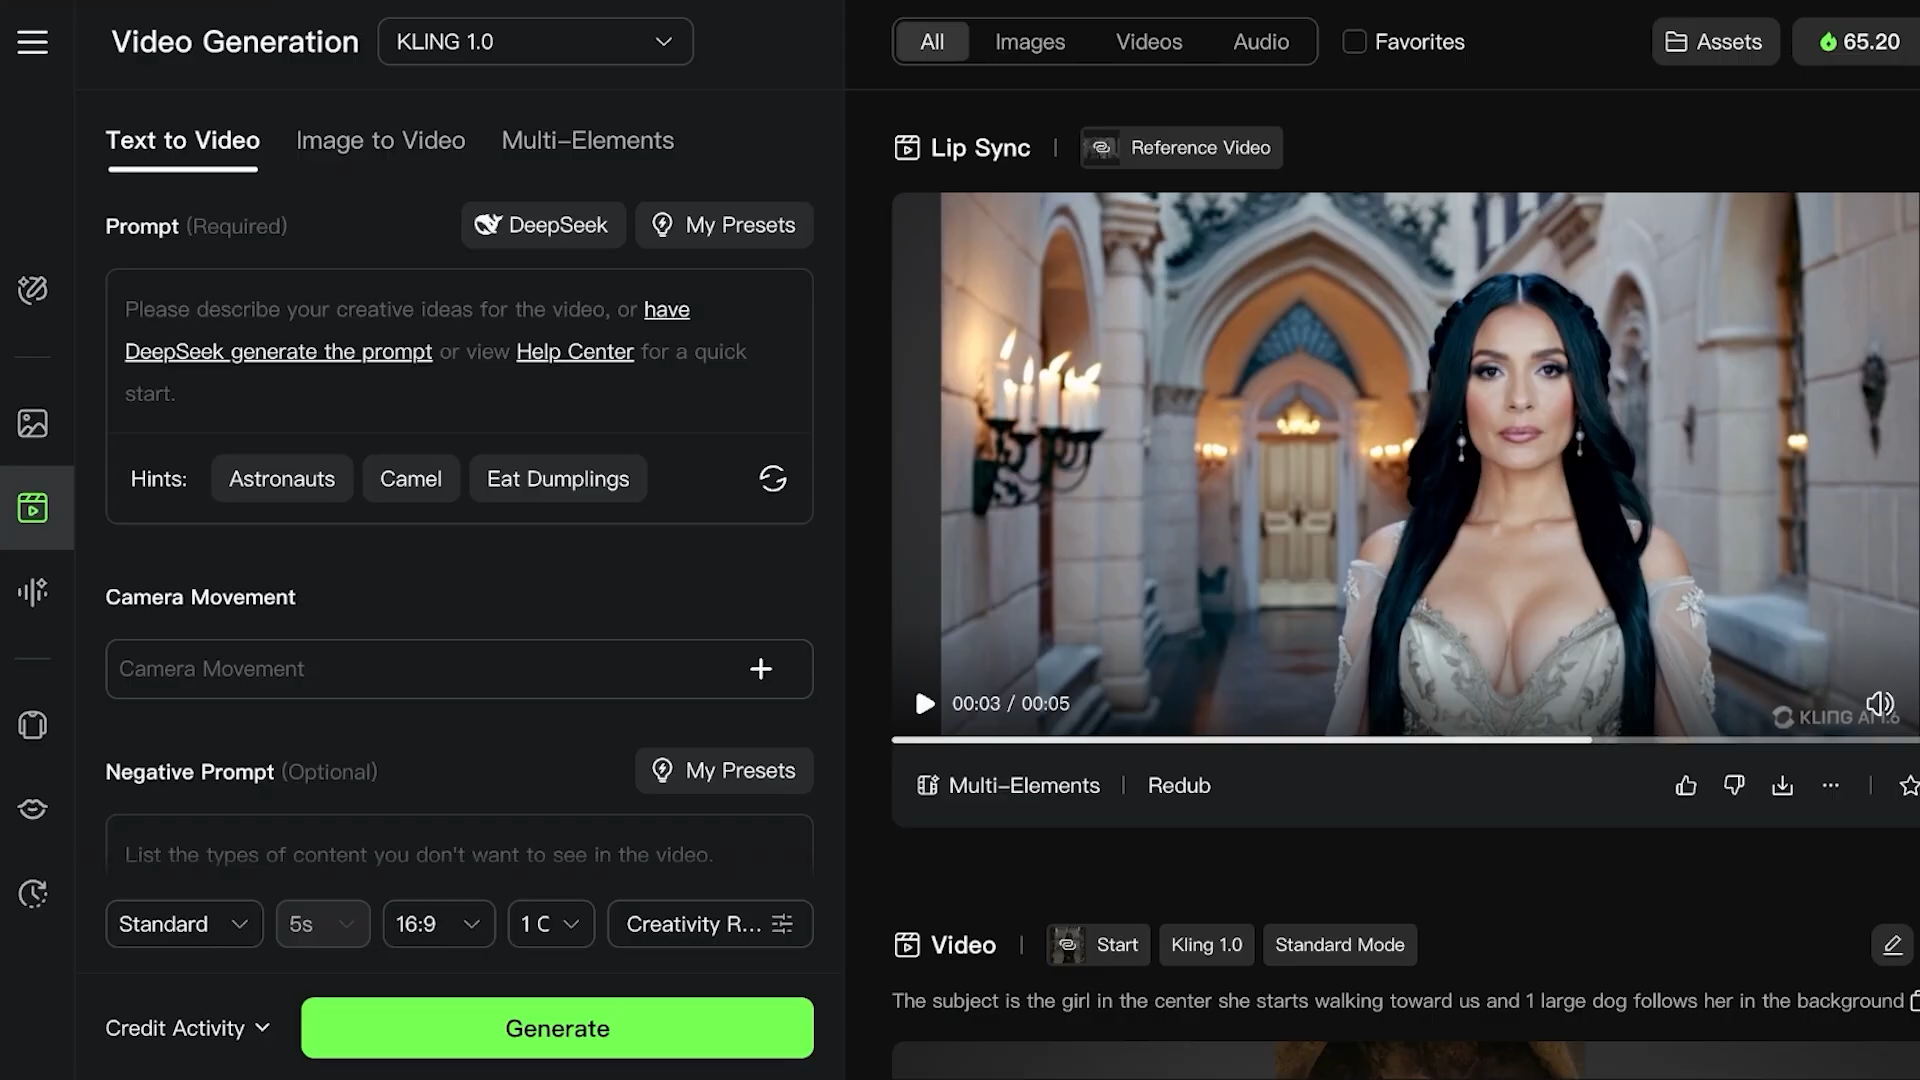 Video Generation
KLING 1.0
All
Images
Videos
Audio
Favorites
Assets
65.20
Text to Video
Image to Video
Multi-Elements
Prompt (Required)
DeepSeek
My Presets
Please describe your creative ideas for the video, or have
DeepSeek generate the prompt or view Help Center for a quick
start.
Hints:
Astronauts
Camel
Eat Dumplings
Camera Movement
Camera Movement
Negative Prompt (Optional)
My Presets
List the types of content you don't want to see in the video.
Standard
5s
16:9
1 C
Creativity R...
Credit Activity
Generate
Lip Sync
Reference Video
00:03 / 00:05
KLING AI 1.6
Multi-Elements
Redub
Video
Start
Kling 1.0
Standard Mode
The subject is the girl in the center she starts walking toward us and 1 large dog follows her in the background